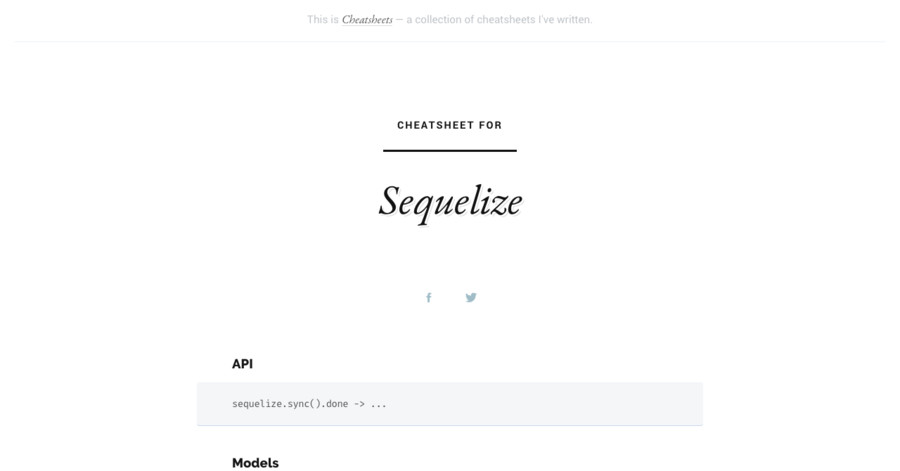 This is Cheatsheets — a collection of cheatsheets I've written.
CHEATSHEET FOR
Sequelize
API
sequelize.sync().done -> ...
Models